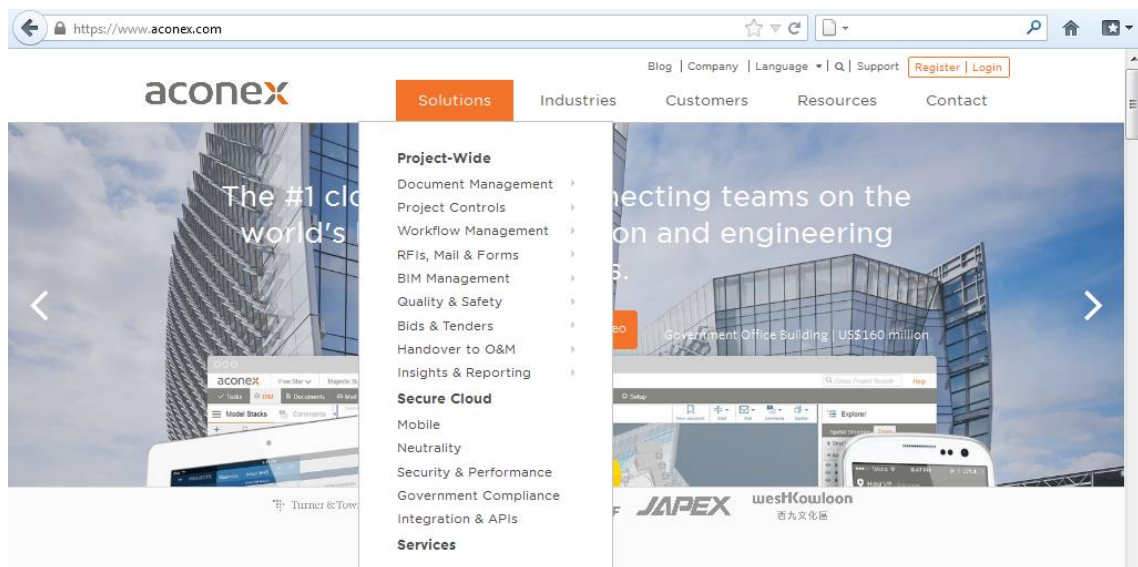 https://www.aconex.com
Blog | Company | Language | Support Register | Login
aconex
Solutions Industries Customers Resources Contact
Project-Wide
Document Management
Project Controls
Workflow Management
RFIs, Mail & Forms
BIM Management
Quality & Safety
Bids & Tenders
Handover to O&M
Insights & Reporting
Secure Cloud
Mobile
Neutrality
Security & Performance
Government Compliance
Integration & APIs
Services
The #1 on the
world's on and engineering
Government Office Building | US$160 million
aconex Five Star Help
Tasks BIM Documents Mail Setup
Model Stacks Comments Explorer
Turner &
JAPEX
westKowloon
西九文化區